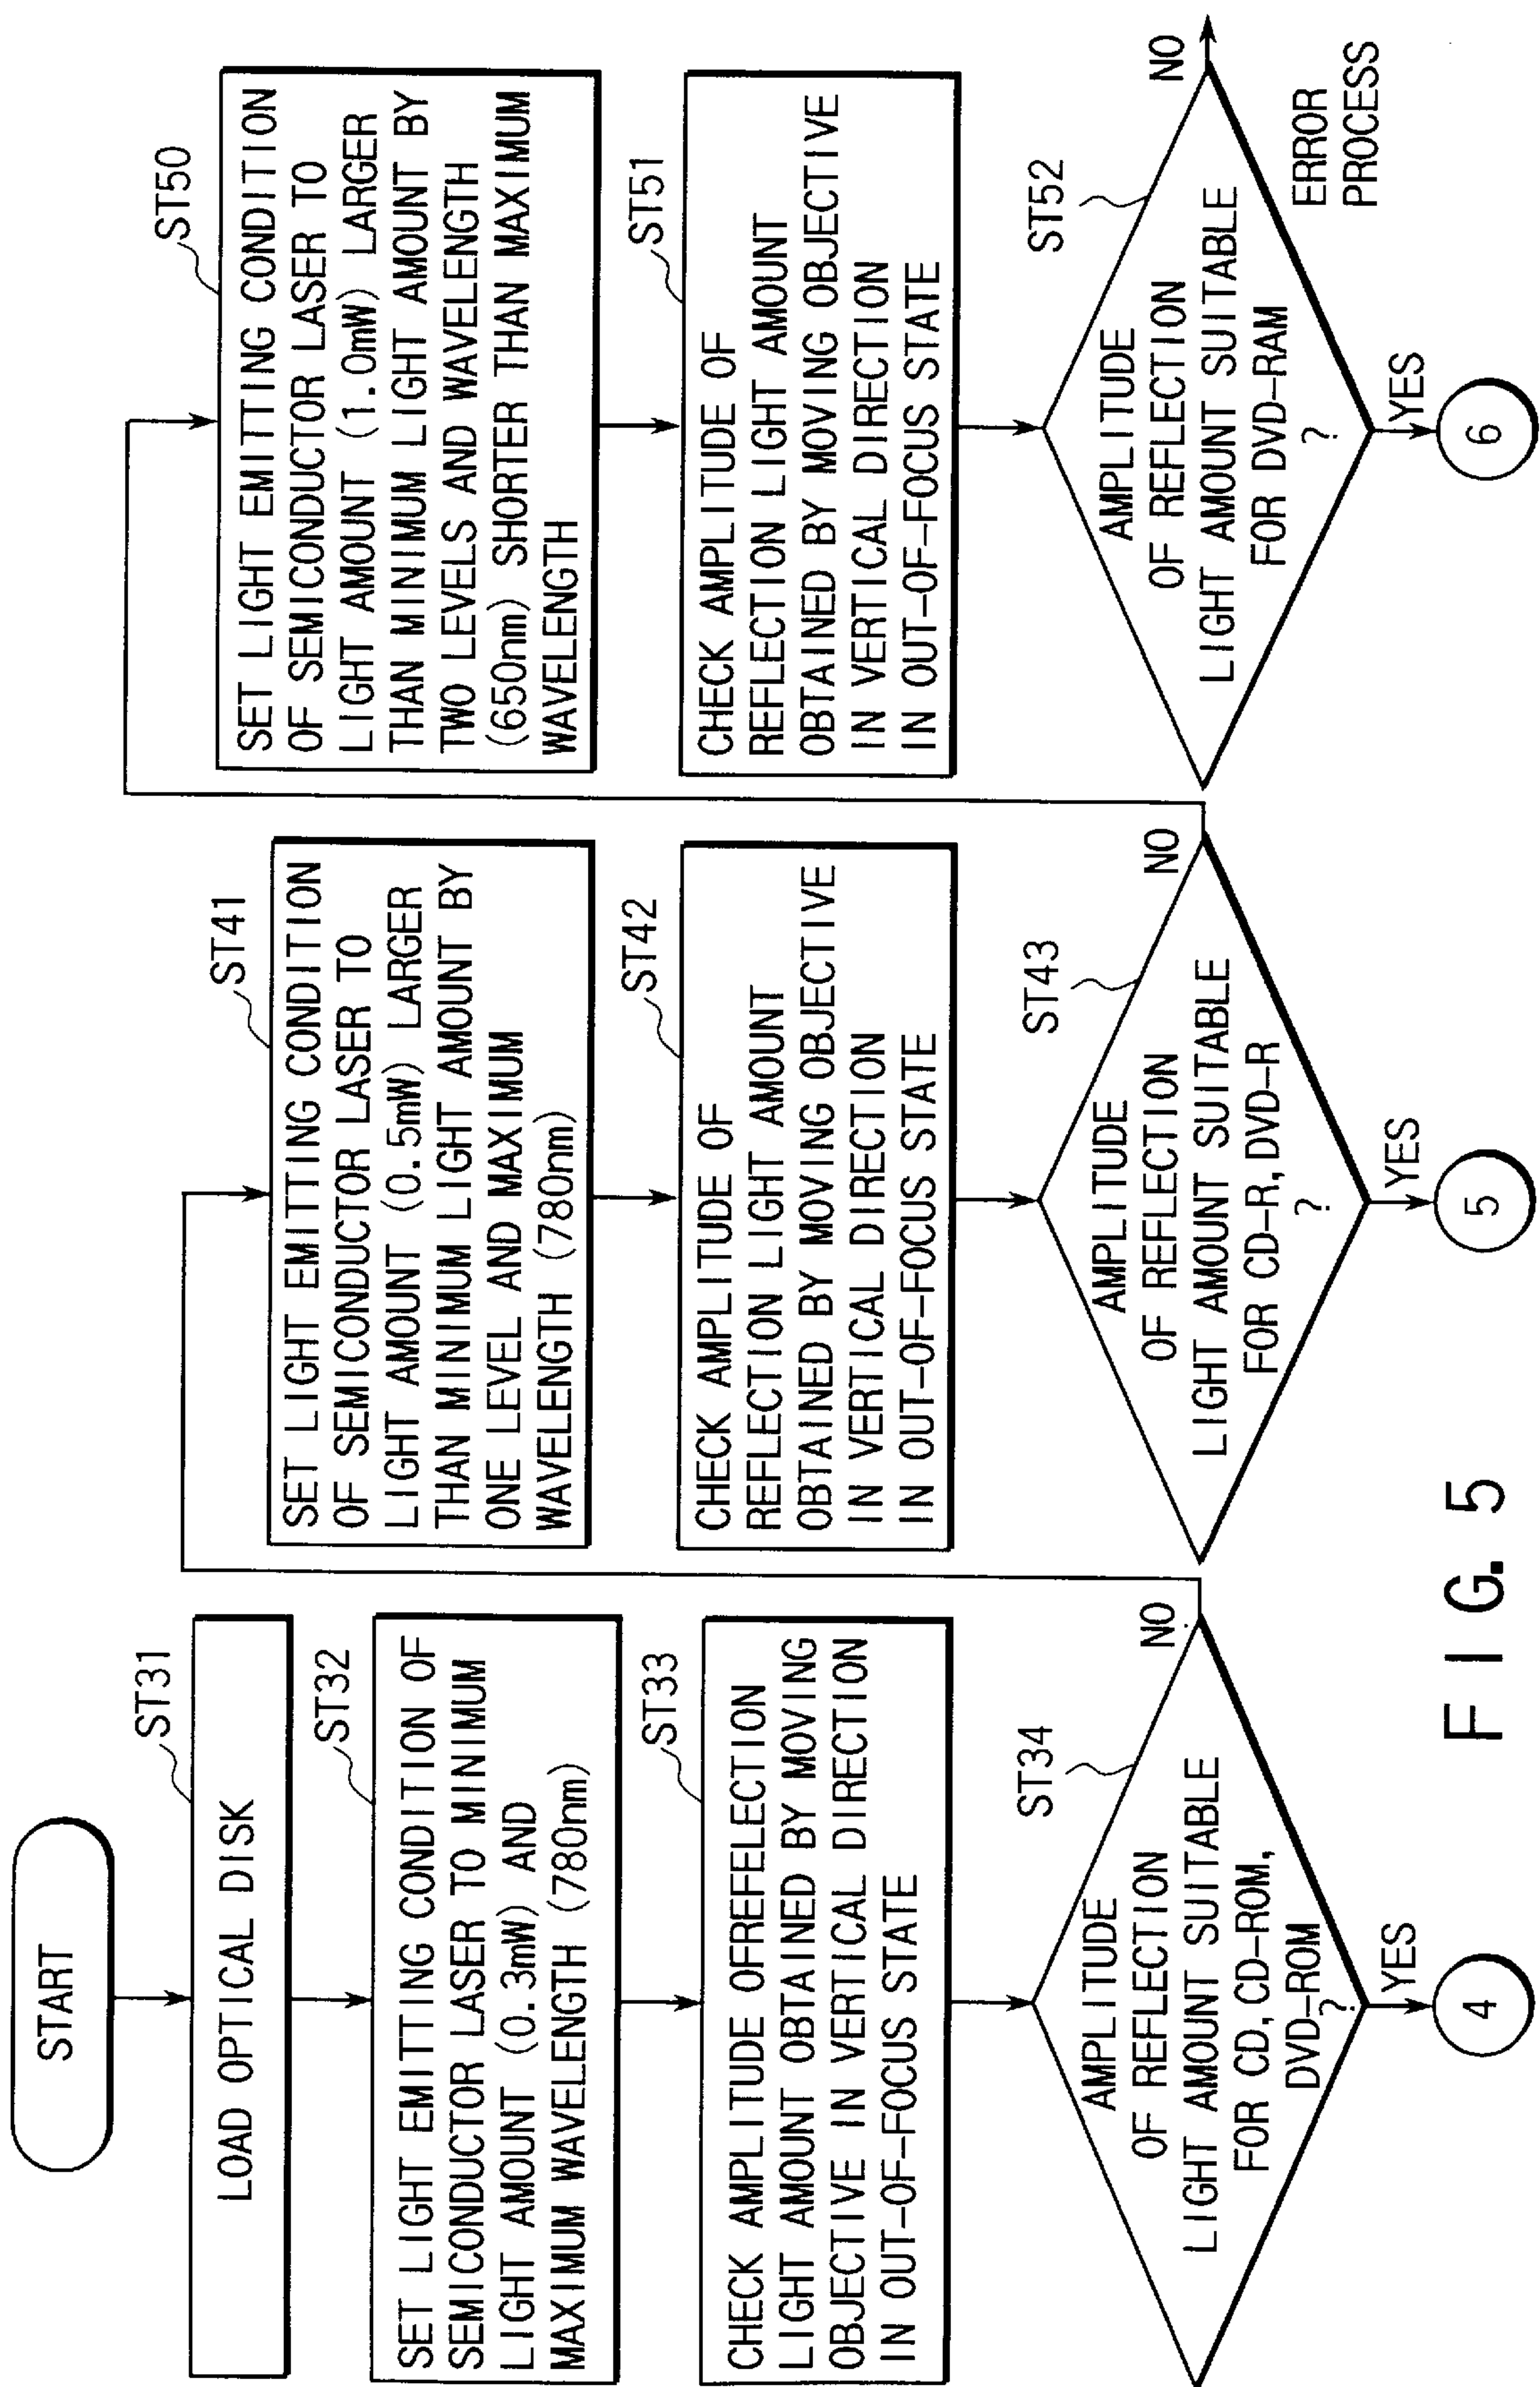 START
ST31
LOAD OPTICAL DISK
ST32
SET LIGHT EMITTING CONDITION OF
SEMICONDUCTOR LASER TO MINIMUM
LIGHT AMOUNT (0.3mW) AND
MAXIMUM WAVELENGTH (780nm)
ST33
CHECK AMPLITUDE OFREFELECTION
LIGHT AMOUNT OBTAINED BY MOVING
OBJECTIVE IN VERTICAL DIRECTION
IN OUT-OF-FOCUS STATE
ST34
AMPLITUDE
OF REFLECTION
LIGHT AMOUNT SUITABLE
FOR CD, CD-ROM,
DVD-ROM
?
NO
YES
4
ST41
SET LIGHT EMITTING CONDITION
OF SEMICONDUCTOR LASER TO
LIGHT AMOUNT (0.5mW) LARGER
THAN MINIMUM LIGHT AMOUNT BY
ONE LEVEL AND MAXIMUM
WAVELENGTH (780nm)
ST42
CHECK AMPLITUDE OF
REFLECTION LIGHT AMOUNT
OBTAINED BY MOVING OBJECTIVE
IN VERTICAL DIRECTION
IN OUT-OF-FOCUS STATE
ST43
AMPLITUDE
OF REFLECTION
LIGHT AMOUNT SUITABLE
FOR CD-R, DVD-R
?
NO
YES
5
ST50
SET LIGHT EMITTING CONDITION
OF SEMICONDUCTOR LASER TO
LIGHT AMOUNT (1.0mW) LARGER
THAN MINIMUM LIGHT AMOUNT BY
TWO LEVELS AND WAVELENGTH
(650nm) SHORTER THAN MAXIMUM
WAVELENGTH
ST51
CHECK AMPLITUDE OF
REFLECTION LIGHT AMOUNT
OBTAINED BY MOVING OBJECTIVE
IN VERTICAL DIRECTION
IN OUT-OF-FOCUS STATE
ST52
AMPLITUDE
OF REFLECTION
LIGHT AMOUNT SUITABLE
FOR DVD-RAM
?
NO
ERROR
PROCESS
YES
6
FIG. 5